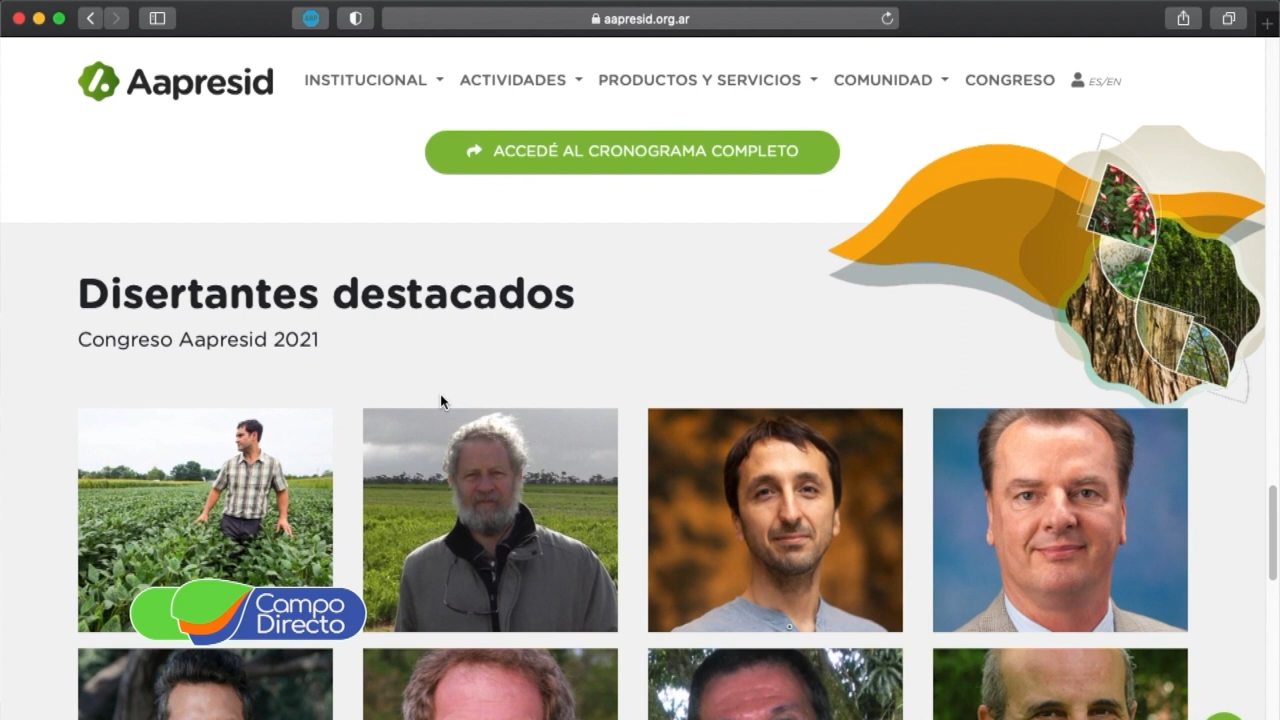 ABP
aapresid.org.ar
Aapresid
INSTITUCIONAL
ACTIVIDADES
PRODUCTOS Y SERVICIOS
COMUNIDAD
CONGRESO
ES/EN
ACCEDÉ AL CRONOGRAMA COMPLETO
Disertantes destacados
Congreso Aapresid 2021
Campo
Directo